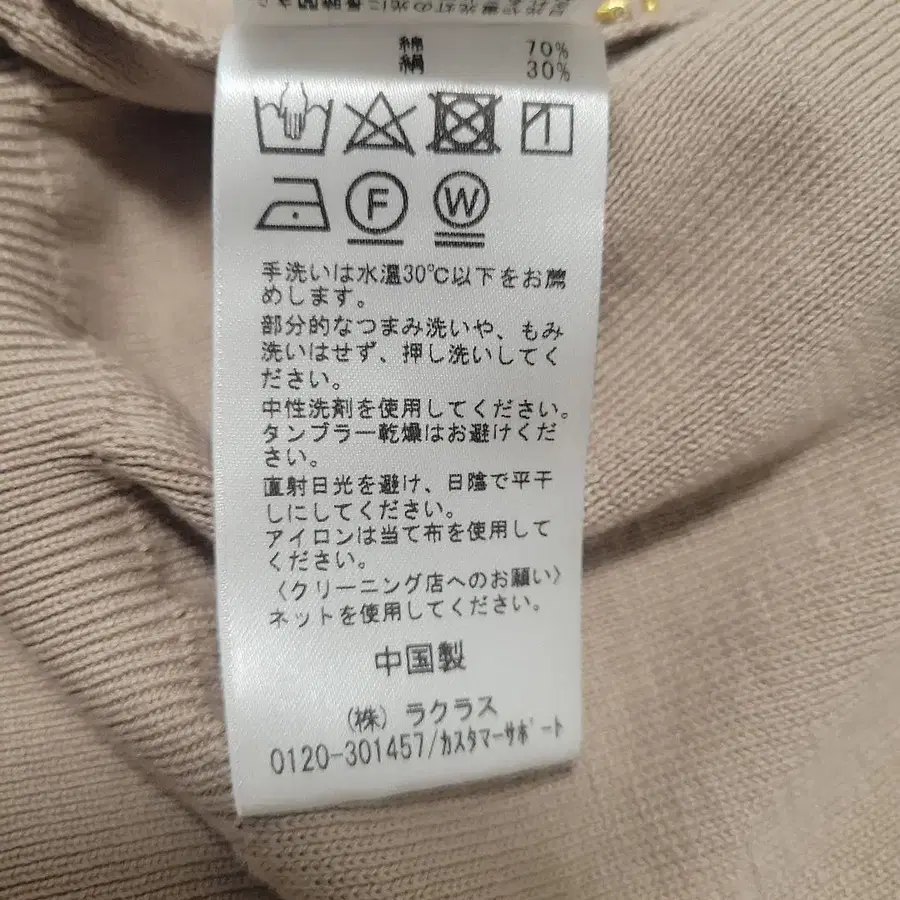 綿 70%
絹 30%
F W
手洗いは水温30℃以下をお薦
めします。
部分的なつまみ洗いや、もみ
洗いはせず、押し洗いしてく
ださい。
中性洗剤を使用してください。
タンブラー乾燥はお避けくだ
さい。
直射日光を避け、日陰で平干
しにしてください。
アイロンは当て布を使用して
ください。
〈クリーニング店へのお願い〉
ネットを使用してください。
中国製
(株) ラクラス
0120-301457/カスタマーサポート